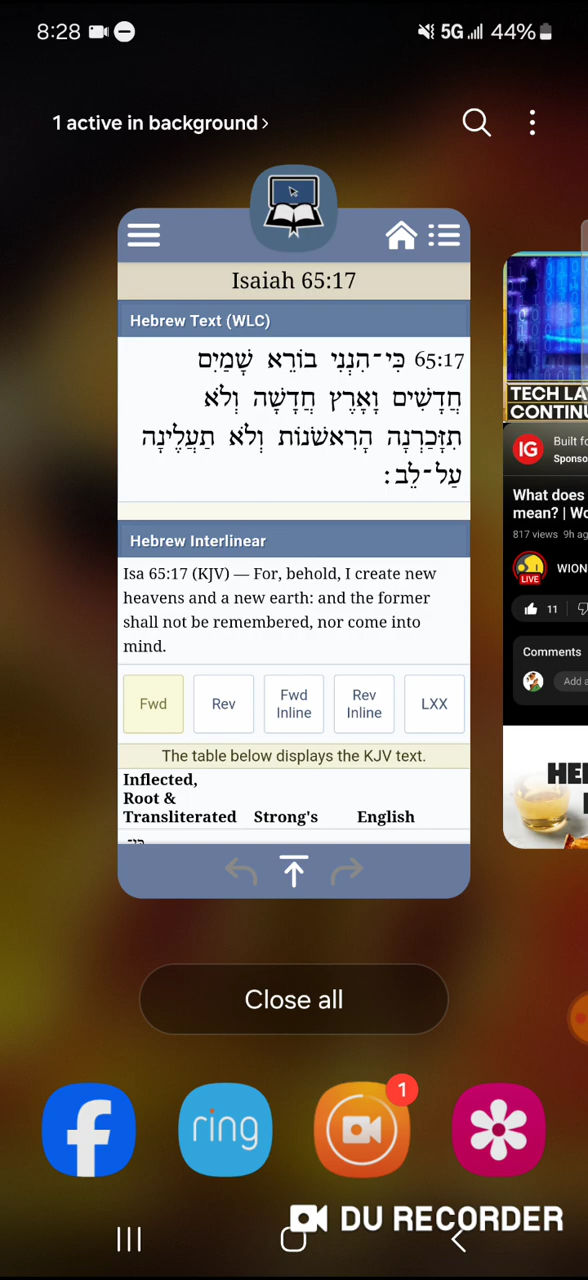 8:28
5G 44%
1 active in background >
Isaiah 65:17
Hebrew Text (WLC)
65:17 כִּי־הִנְנִי בוֹרֵא שָׁמַיִם
חֲדָשִׁים וָאָרֶץ חֲדָשָׁה וְלֹא
תִזָּכַרְנָה הָרִאשֹׁנוֹת וְלֹא תַעֲלֶינָה
עַל־לֵב׃
Hebrew Interlinear
Isa 65:17 (KJV) — For, behold, I create new
heavens and a new earth: and the former
shall not be remembered, nor come into
mind.
Fwd
Rev
Fwd
Inline
Rev
Inline
LXX
The table below displays the KJV text.
Inflected,
Root &
Transliterated Strong's English
TECH LA
CONTINU
IG
Built fo
Sponso
What does
mean? | Wo
817 views 9h ag
LIVE
WION
11
Comments
Add a
HE
Close all
ring
1
DU RECORDER